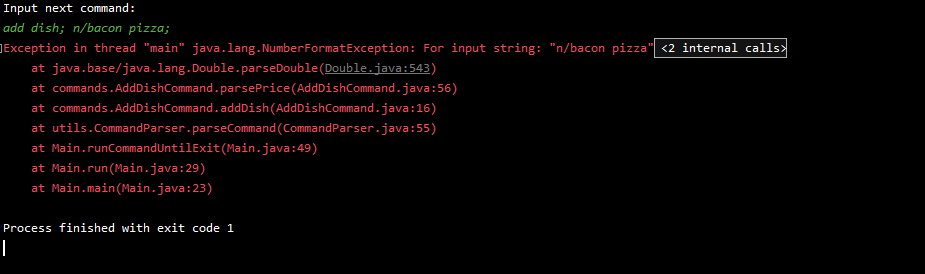 Input next command:
add dish; n/bacon pizza;
Exception in thread "main" java.lang.NumberFormatException: For input string: "n/bacon pizza" <2 internal calls>
at java.base/java.lang.Double.parseDouble(Double.java:543)
at commands.AddDishCommand.parsePrice(AddDishCommand.java:56)
at commands.AddDishCommand.addDish(AddDishCommand.java:16)
at utils.CommandParser.parseCommand(CommandParser.java:55)
at Main.runCommandUntilExit(Main.java:49)
at Main.run(Main.java:29)
at Main.main(Main.java:23)
Process finished with exit code 1